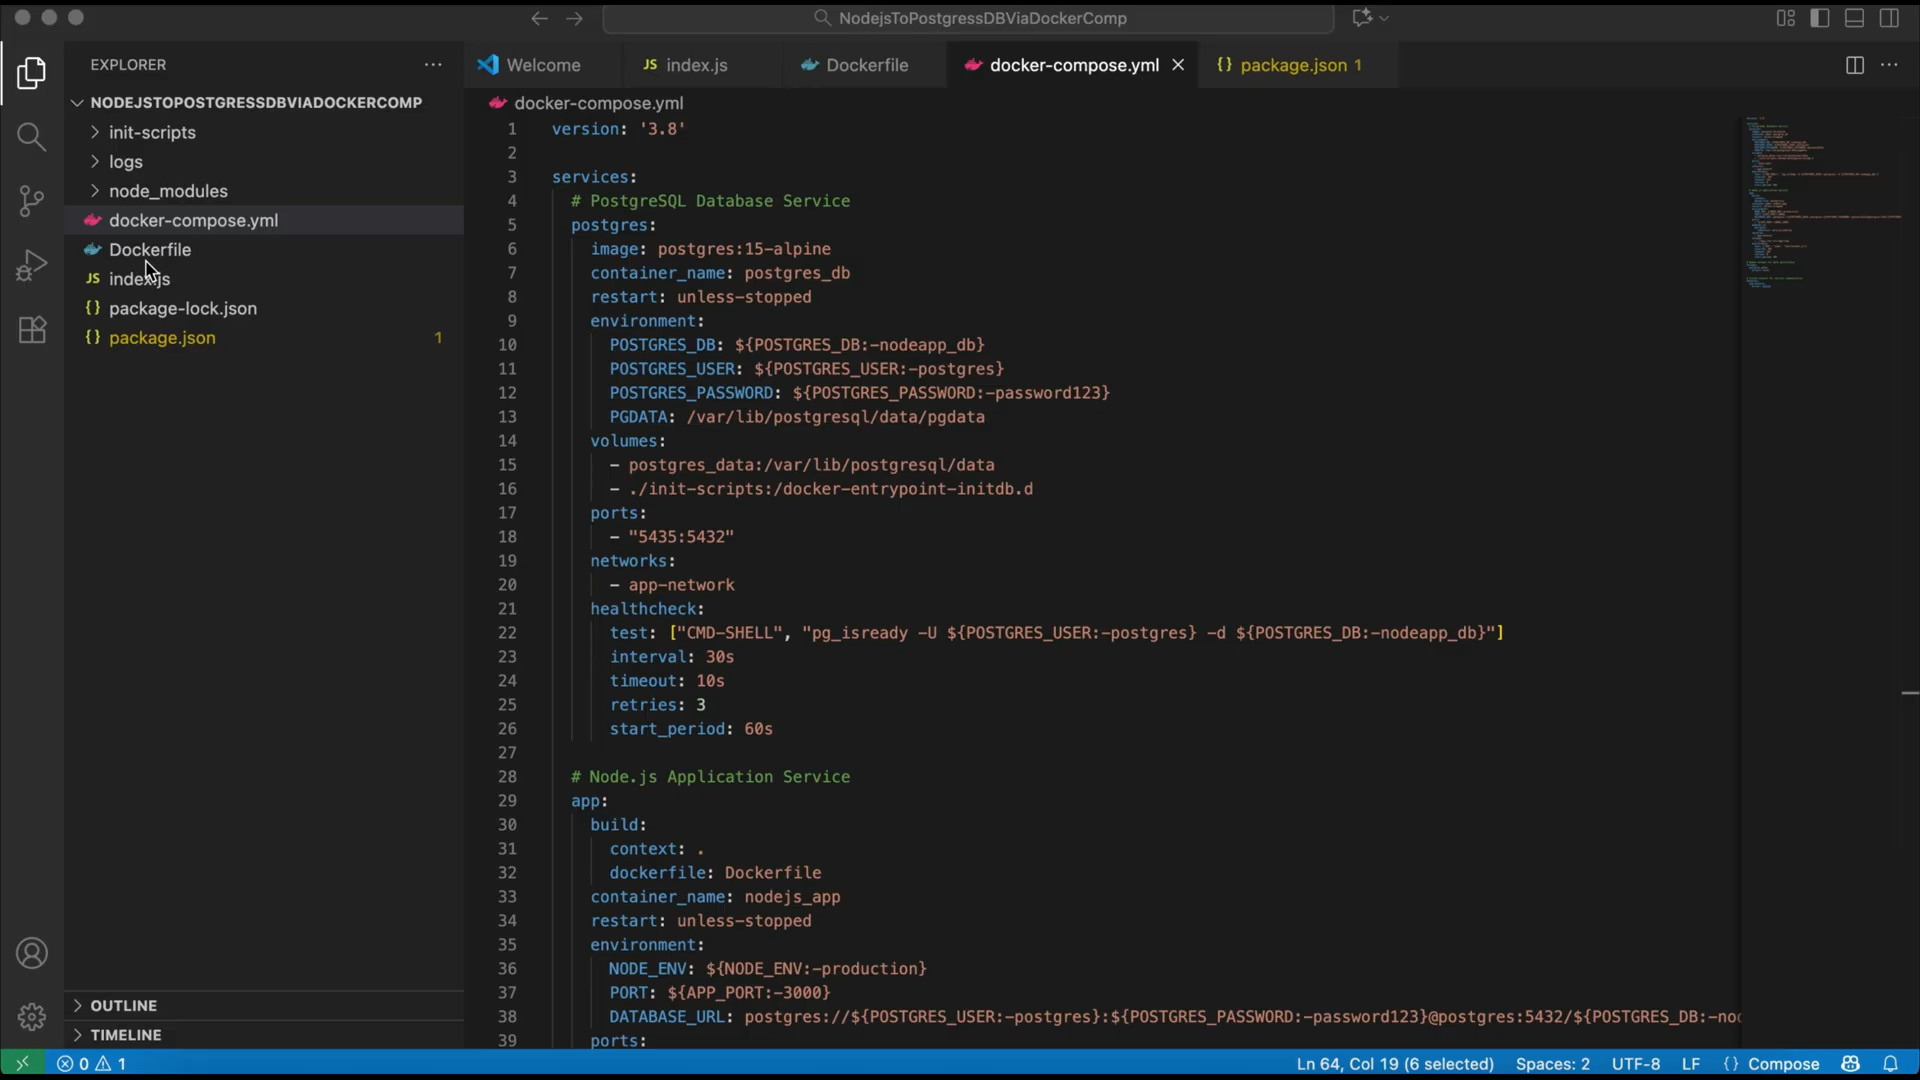 NodejsToPostgressDBViaDockerComp
EXPLORER
Welcome
JS index.js
Dockerfile
docker-compose.yml
{} package.json 1
NODEJSTOPOSTGRESSDBVIADOCKERCOMP
init-scripts
logs
node_modules
docker-compose.yml
Dockerfile
JS index.js
{} package-lock.json
{} package.json 1
OUTLINE
TIMELINE
docker-compose.yml
1 version: '3.8'
2
3 services:
4 # PostgreSQL Database Service
5 postgres:
6 image: postgres:15-alpine
7 container_name: postgres_db
8 restart: unless-stopped
9 environment:
10 POSTGRES_DB: ${POSTGRES_DB:-nodeapp_db}
11 POSTGRES_USER: ${POSTGRES_USER:-postgres}
12 POSTGRES_PASSWORD: ${POSTGRES_PASSWORD:-password123}
13 PGDATA: /var/lib/postgresql/data/pgdata
14 volumes:
15 - postgres_data:/var/lib/postgresql/data
16 - ./init-scripts:/docker-entrypoint-initdb.d
17 ports:
18 - "5435:5432"
19 networks:
20 - app-network
21 healthcheck:
22 test: ["CMD-SHELL", "pg_isready -U ${POSTGRES_USER:-postgres} -d ${POSTGRES_DB:-nodeapp_db}"]
23 interval: 30s
24 timeout: 10s
25 retries: 3
26 start_period: 60s
27
28 # Node.js Application Service
29 app:
30 build:
31 context: .
32 dockerfile: Dockerfile
33 container_name: nodejs_app
34 restart: unless-stopped
35 environment:
36 NODE_ENV: ${NODE_ENV:-production}
37 PORT: ${APP_PORT:-3000}
38 DATABASE_URL: postgres://${POSTGRES_USER:-postgres}:${POSTGRES_PASSWORD:-password123}@postgres:5432/${POSTGRES_DB:-no
39 ports:
0 1
Ln 64, Col 19 (6 selected) Spaces: 2 UTF-8 LF {} Compose